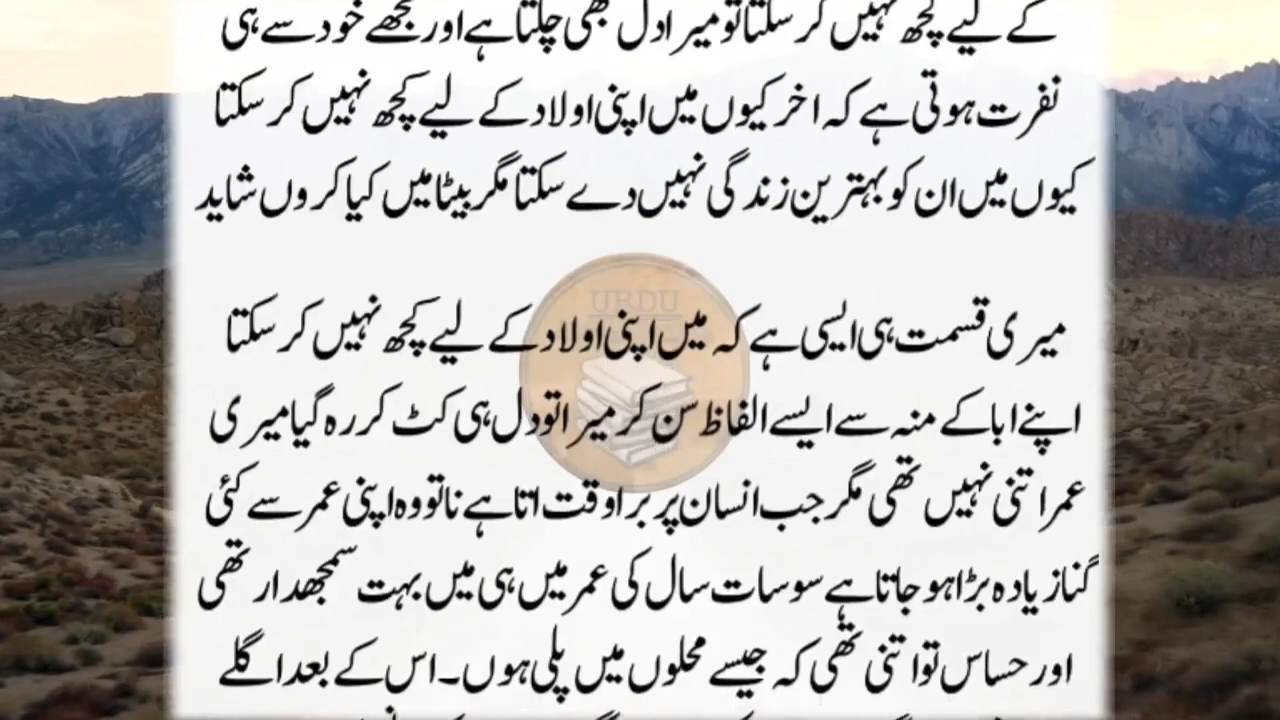 کے لیے کچھ نہیں کر سکتا تو میرا دل بھی جلتا ہے اور مجھے خود سے ہی
نفرت ہوتی ہے کہ اخر کیوں میں اپنی اولاد کے لیے کچھ نہیں کر سکتا
کیوں میں ان کو بہترین زندگی نہیں دے سکتا مگر بیٹا میں کیا کروں شاید
میری قسمت ہی ایسی ہے کہ میں اپنی اولاد کے لیے کچھ نہیں کر سکتا
اپنے ابا کے منہ سے ایسے الفاظ سن کر میرا تو دل ہی کٹ کر رہ گیا میری
عمر اتنی نہیں تھی مگر جب انسان پر برا وقت اتا ہے نا تو وہ اپنی عمر سے کئی
گنا زیادہ بڑا ہو جاتا ہے سو سات سال کی عمر میں ہی میں بہت سمجھدار تھی
اور حساس تو اتنی تھی کہ جیسے محلوں میں پلی ہوں۔ اس کے بعد اگلے
URDU